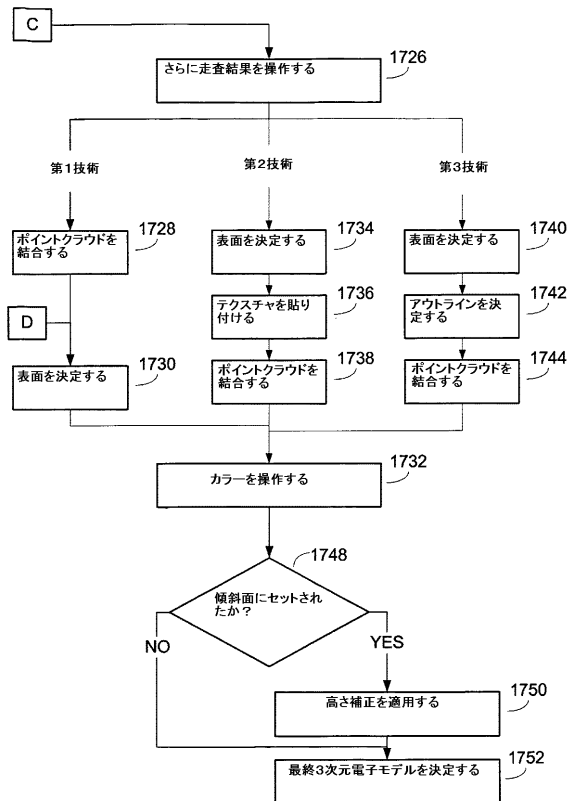 C
さらに走査結果を操作する
1726
第1技術
第2技術
第3技術
ポイントクラウドを
結合する
1728
表面を決定する
1734
表面を決定する
1740
D
テクスチャを貼り
付ける
1736
アウトラインを決
定する
1742
表面を決定する
1730
ポイントクラウドを
結合する
1738
ポイントクラウドを
結合する
1744
カラーを操作する
1732
傾斜面にセットされ
たか？
1748
NO
YES
高さ補正を適用する
1750
最終3次元電子モデルを決定する
1752